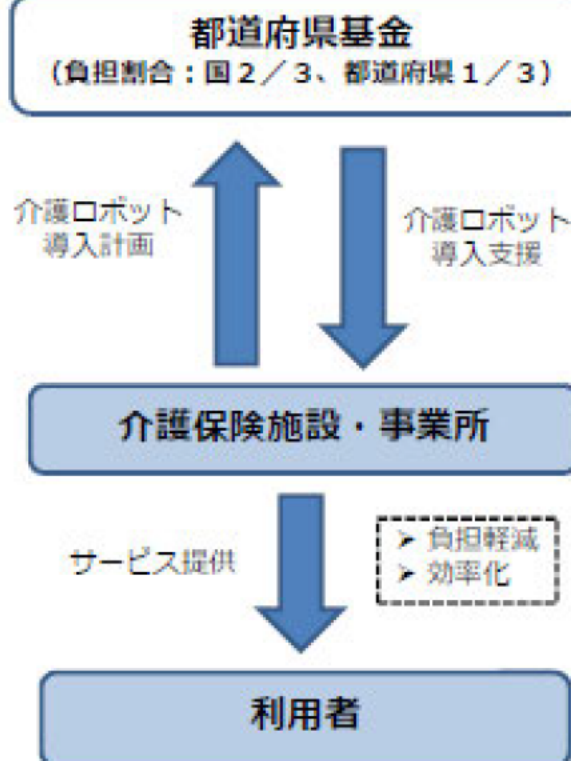 都道府県基金
(負担割合：国２／３、都道府県１／３)
介護ロボット
導入計画
介護ロボット
導入支援
介護保険施設・事業所
サービス提供
➢ 負担軽減
➢ 効率化
利用者